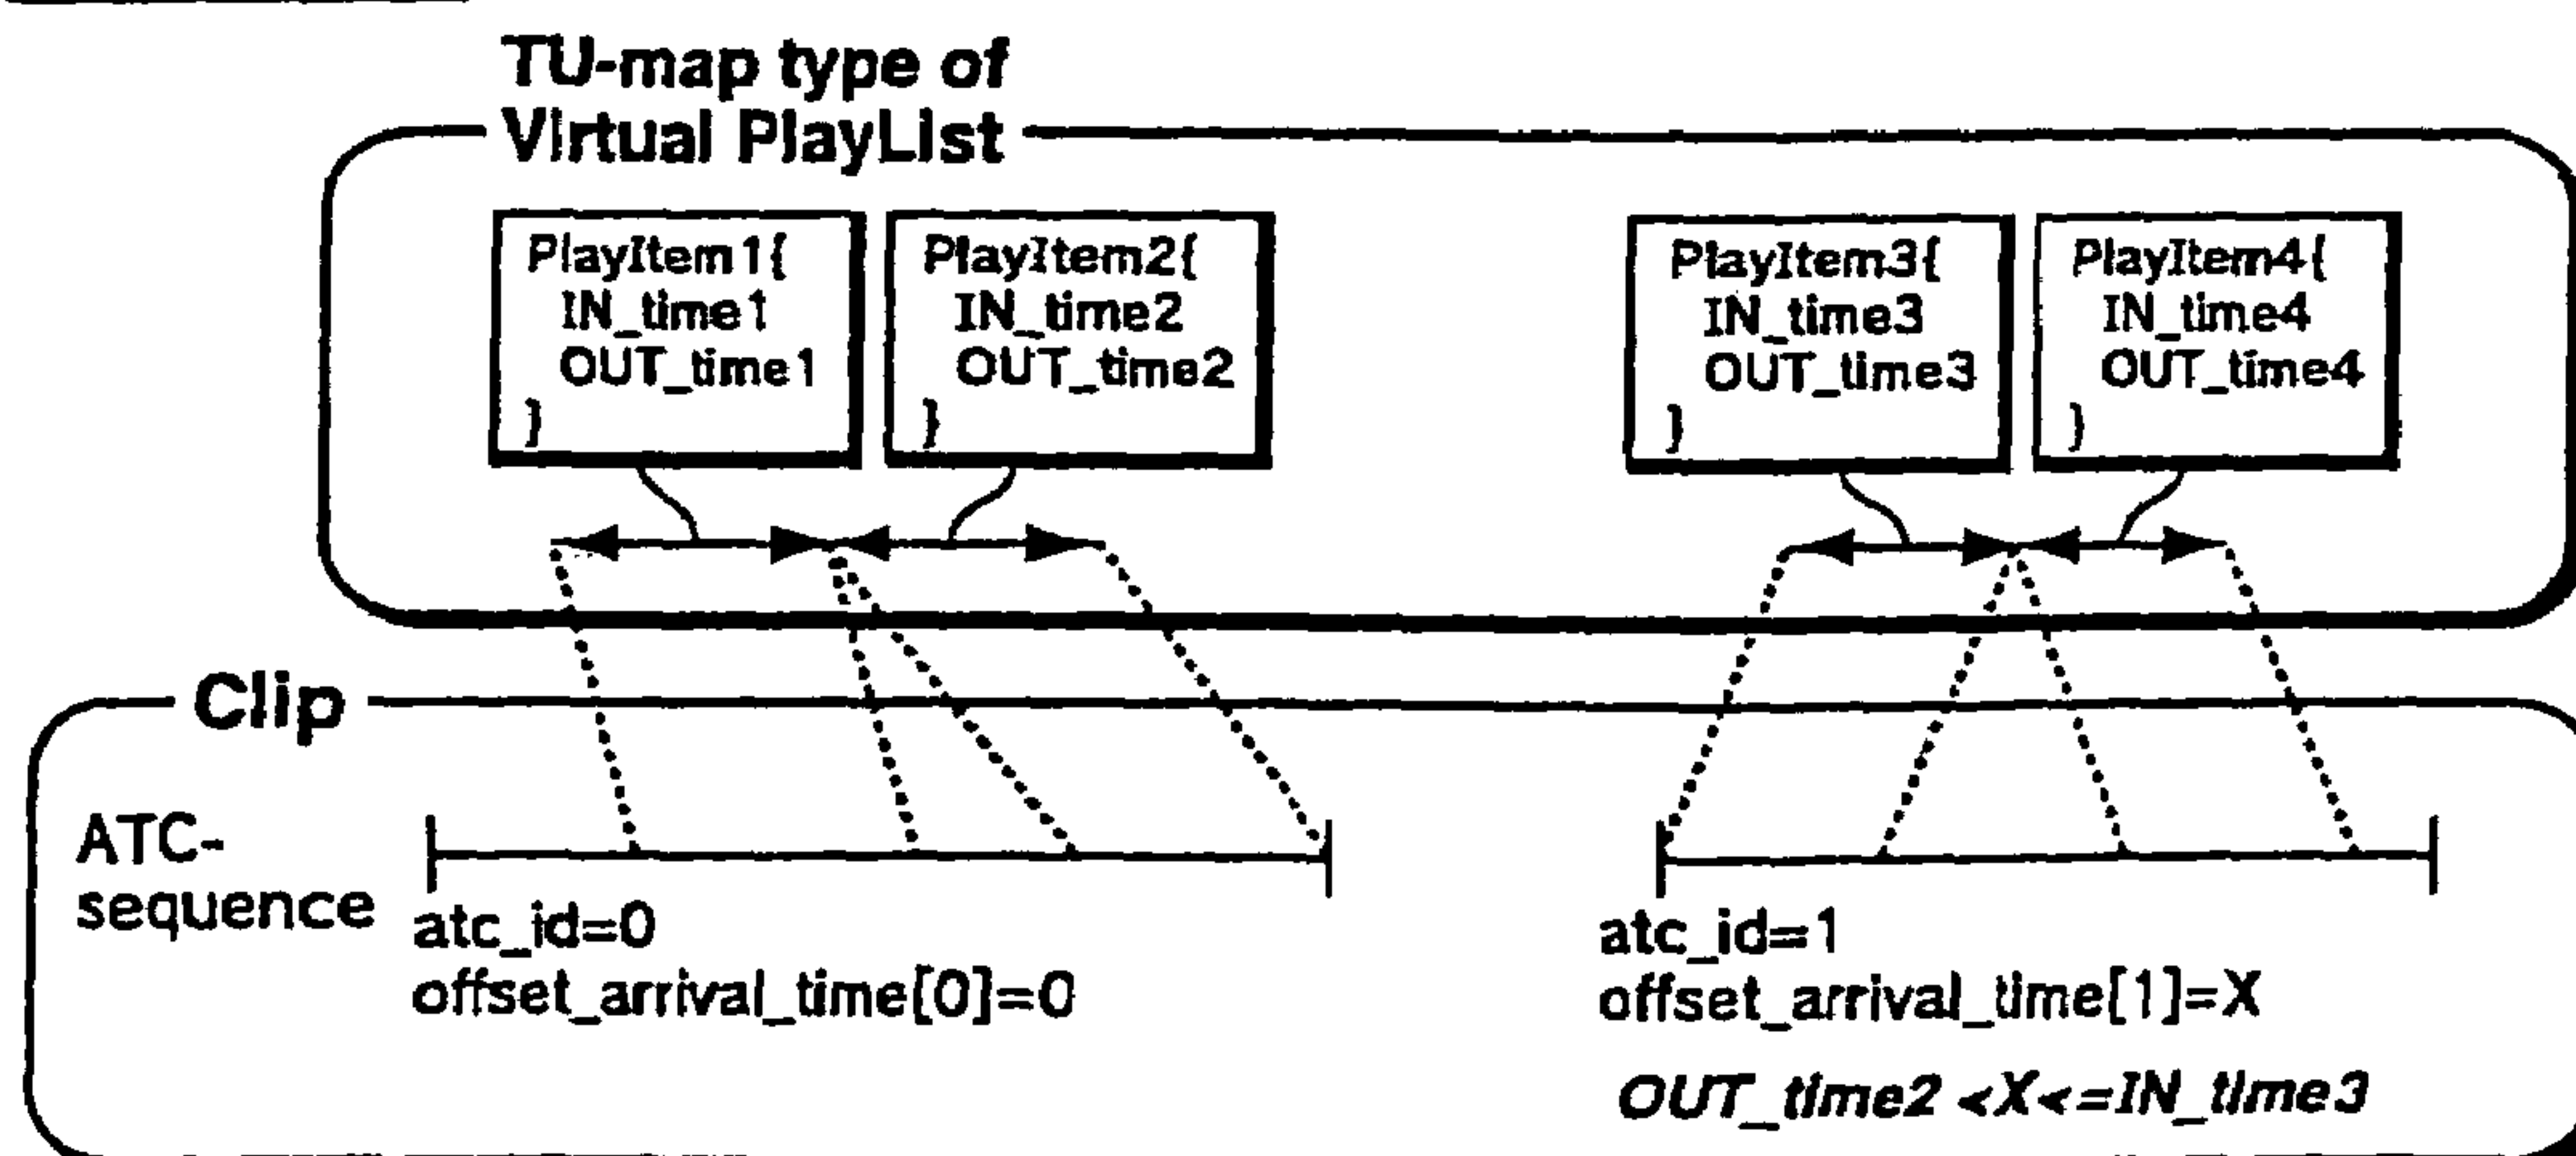 TU-map type of
Virtual PlayList
PlayItem1{
IN_time1
OUT_time1
}
PlayItem2{
IN_time2
OUT_time2
}
PlayItem3{
IN_time3
OUT_time3
}
PlayItem4{
IN_time4
OUT_time4
}
Clip
ATC-
sequence
atc_id=0
offset_arrival_time[0]=0
atc_id=1
offset_arrival_time[1]=X
OUT_time2 <X<=IN_time3